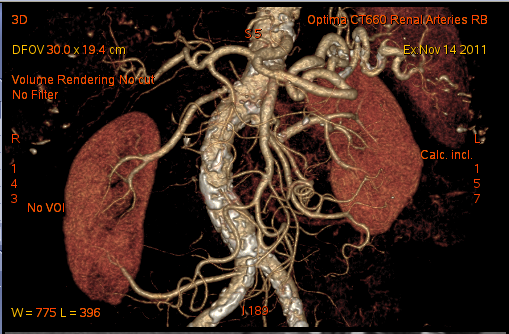 3D
Optima CT660 Renal Arteries RB
S 5
DFOV 30.0 x 19.4 cm
Ex:Nov 14 2011
Volume Rendering No cut
No Filter
R
1
4
3
L
1
5
7
Calc. incl.
No VOI
W = 775 L = 396
I 189